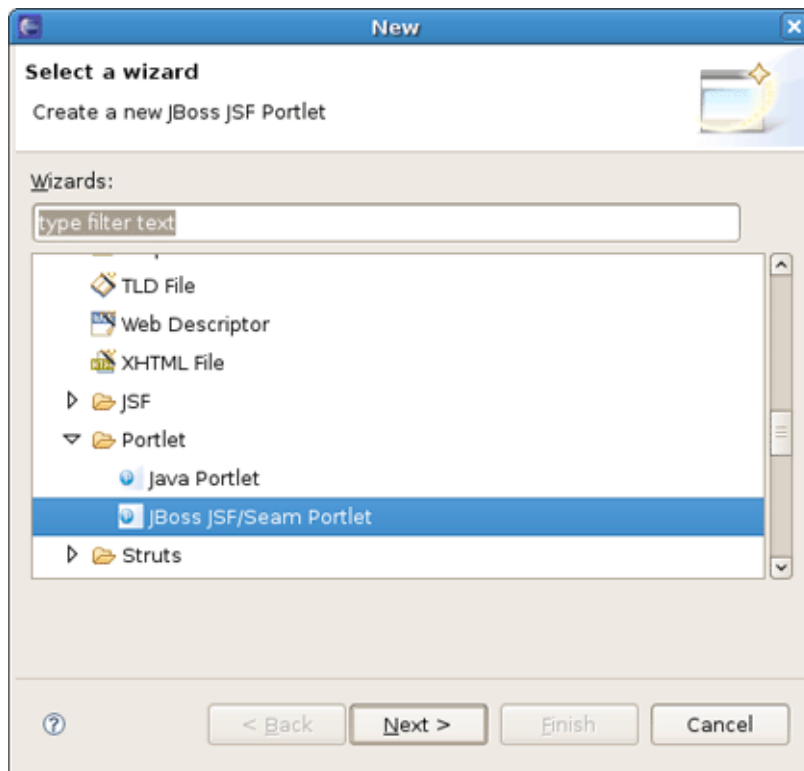 New
Select a wizard
Create a new JBoss JSF Portlet
Wizards:
type filter text
TLD File
Web Descriptor
XHTML File
JSF
Portlet
Java Portlet
JBoss JSF/Seam Portlet
Struts
< Back Next > Finish Cancel